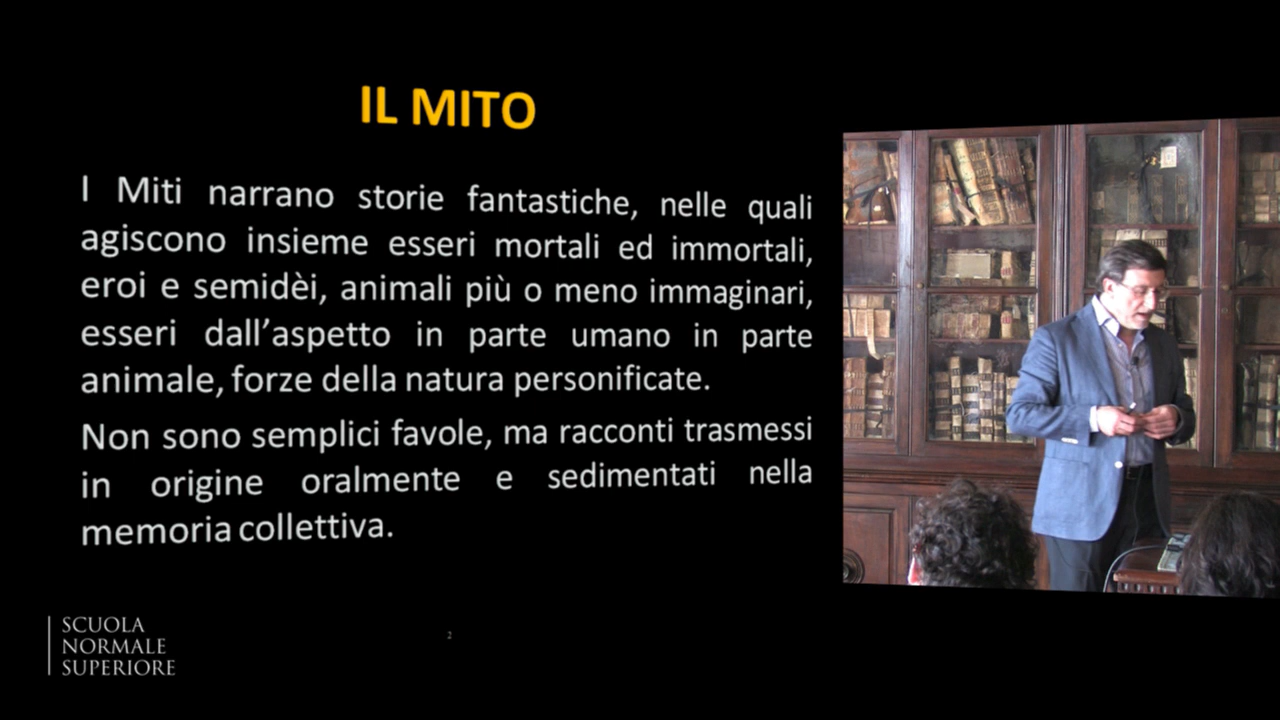 IL MITO
I Miti narrano storie fantastiche, nelle quali
agiscono insieme esseri mortali ed immortali,
eroi e semidèi, animali più o meno immaginari,
esseri dall’aspetto in parte umano in parte
animale, forze della natura personificate.
Non sono semplici favole, ma racconti trasmessi
in origine oralmente e sedimentati nella
memoria collettiva.
SCUOLA
NORMALE
SUPERIORE
2